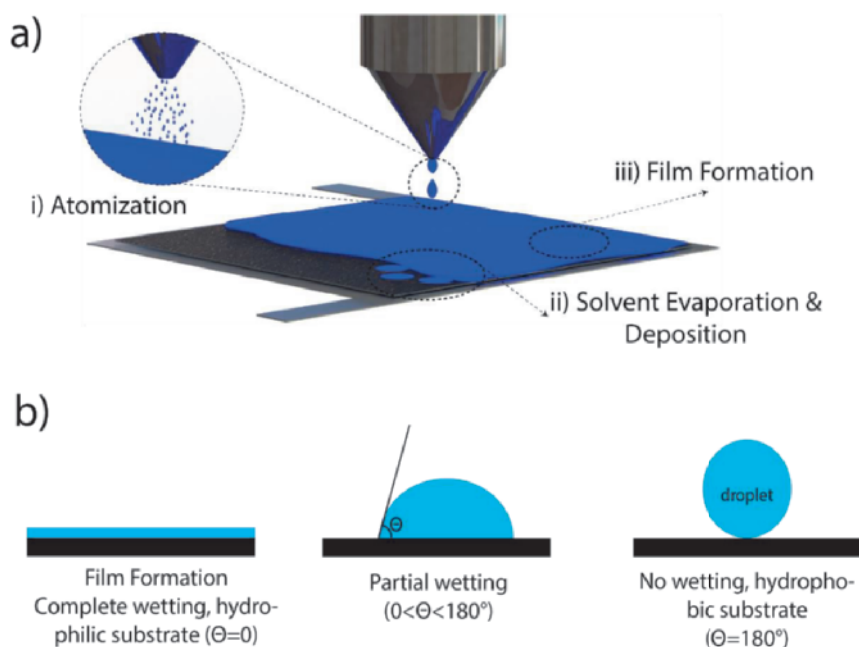 a)
i) Atomization
iii) Film Formation
ii) Solvent Evaporation &
Deposition
b)
Θ
droplet
Film Formation
Complete wetting, hydro-
philic substrate (Θ=0)
Partial wetting
(0<Θ<180°)
No wetting, hydropho-
bic substrate
(Θ=180°)